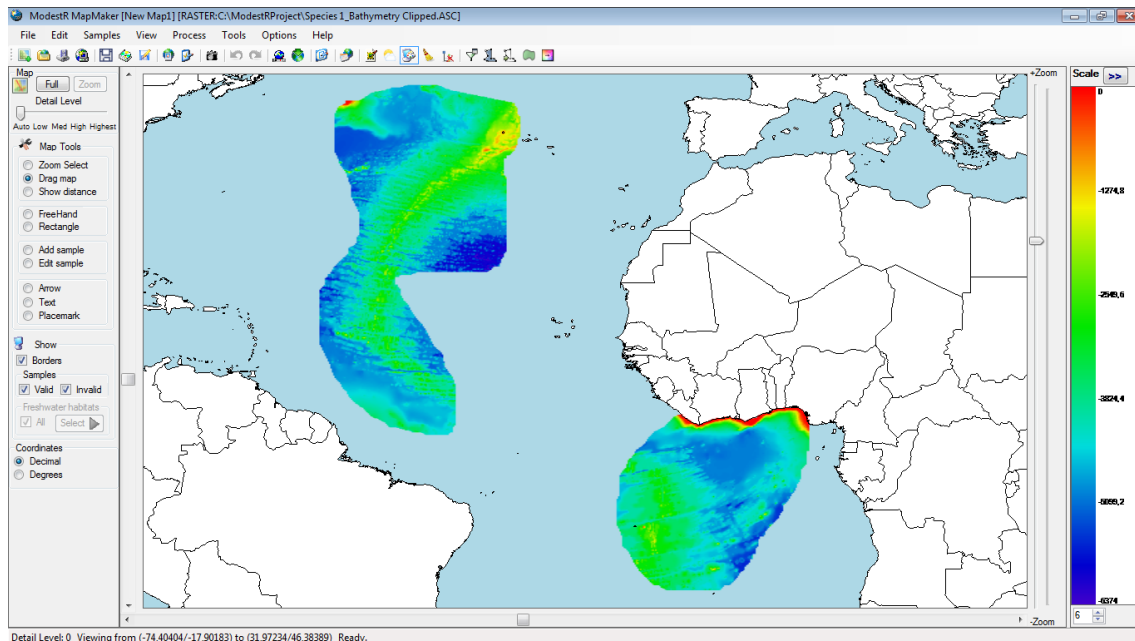 ModestR MapMaker [New Map1] [RASTER:C:\ModestRProject\Species 1_Bathymetry Clipped.ASC]
File Edit Samples View Process Tools Options Help
Map
Full Zoom
Detail Level
Auto Low Med High Highest
Map Tools
Zoom Select
Drag map
Show distance
FreeHand
Rectangle
Add sample
Edit sample
Arrow
Text
Placemark
Show
Borders
Samples
Valid Invalid
Freshwater habitats
All Select
Coordinates
Decimal
Degrees
+Zoom
-Zoom
Scale >>
0
-1274,8
-2549,6
-3824,4
-5099,2
-6374
6
Detail Level: 0 Viewing from (-74.40404/-17.90183) to (31.97234/46.38389) Ready.